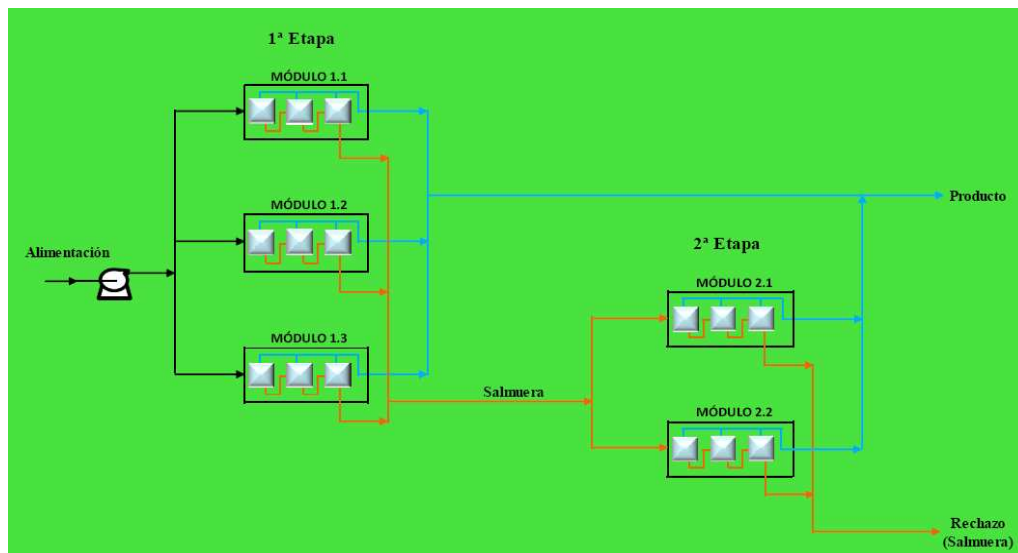 1ª Etapa
MÓDULO 1.1
MÓDULO 1.2
Producto
2ª Etapa
Alimentación
MÓDULO 2.1
MÓDULO 1.3
Salmuera
MÓDULO 2.2
Rechazo
(Salmuera)